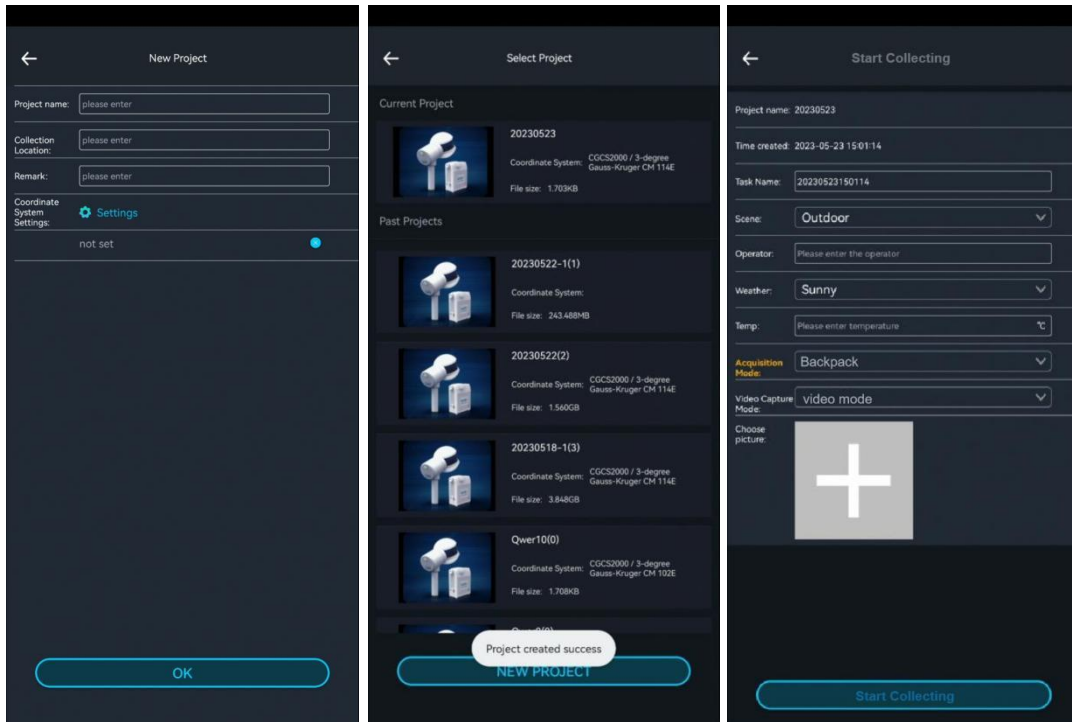 New Project
Project name:
please enter
Collection
Location:
please enter
Remark:
please enter
Coordinate
System
Settings:
Settings
not set
OK
Select Project
Current Project
20230523
Coordinate System:
CGCS2000 / 3-degree
Gauss-Kruger CM 114E
File size: 1.703KB
Past Projects
20230522-1(1)
Coordinate System:
File size: 243.488MB
20230522(2)
Coordinate System:
CGCS2000 / 3-degree
Gauss-Kruger CM 114E
File size: 1.560GB
20230518-1(3)
Coordinate System:
CGCS2000 / 3-degree
Gauss-Kruger CM 114E
File size: 3.848GB
Qwer10(0)
Coordinate System:
CGCS2000 / 3-degree
Gauss-Kruger CM 102E
File size: 1.708KB
Project created success
NEW PROJECT
Start Collecting
Project name: 20230523
Time created: 2023-05-23 15:01:14
Task Name: 20230523150114
Scene: Outdoor
Operator: Please enter the operator
Weather: Sunny
Temp: Please enter temperature ℃
Acquisition
Mode:
Backpack
Video Capture
Mode:
video mode
Choose
picture:
Start Collecting